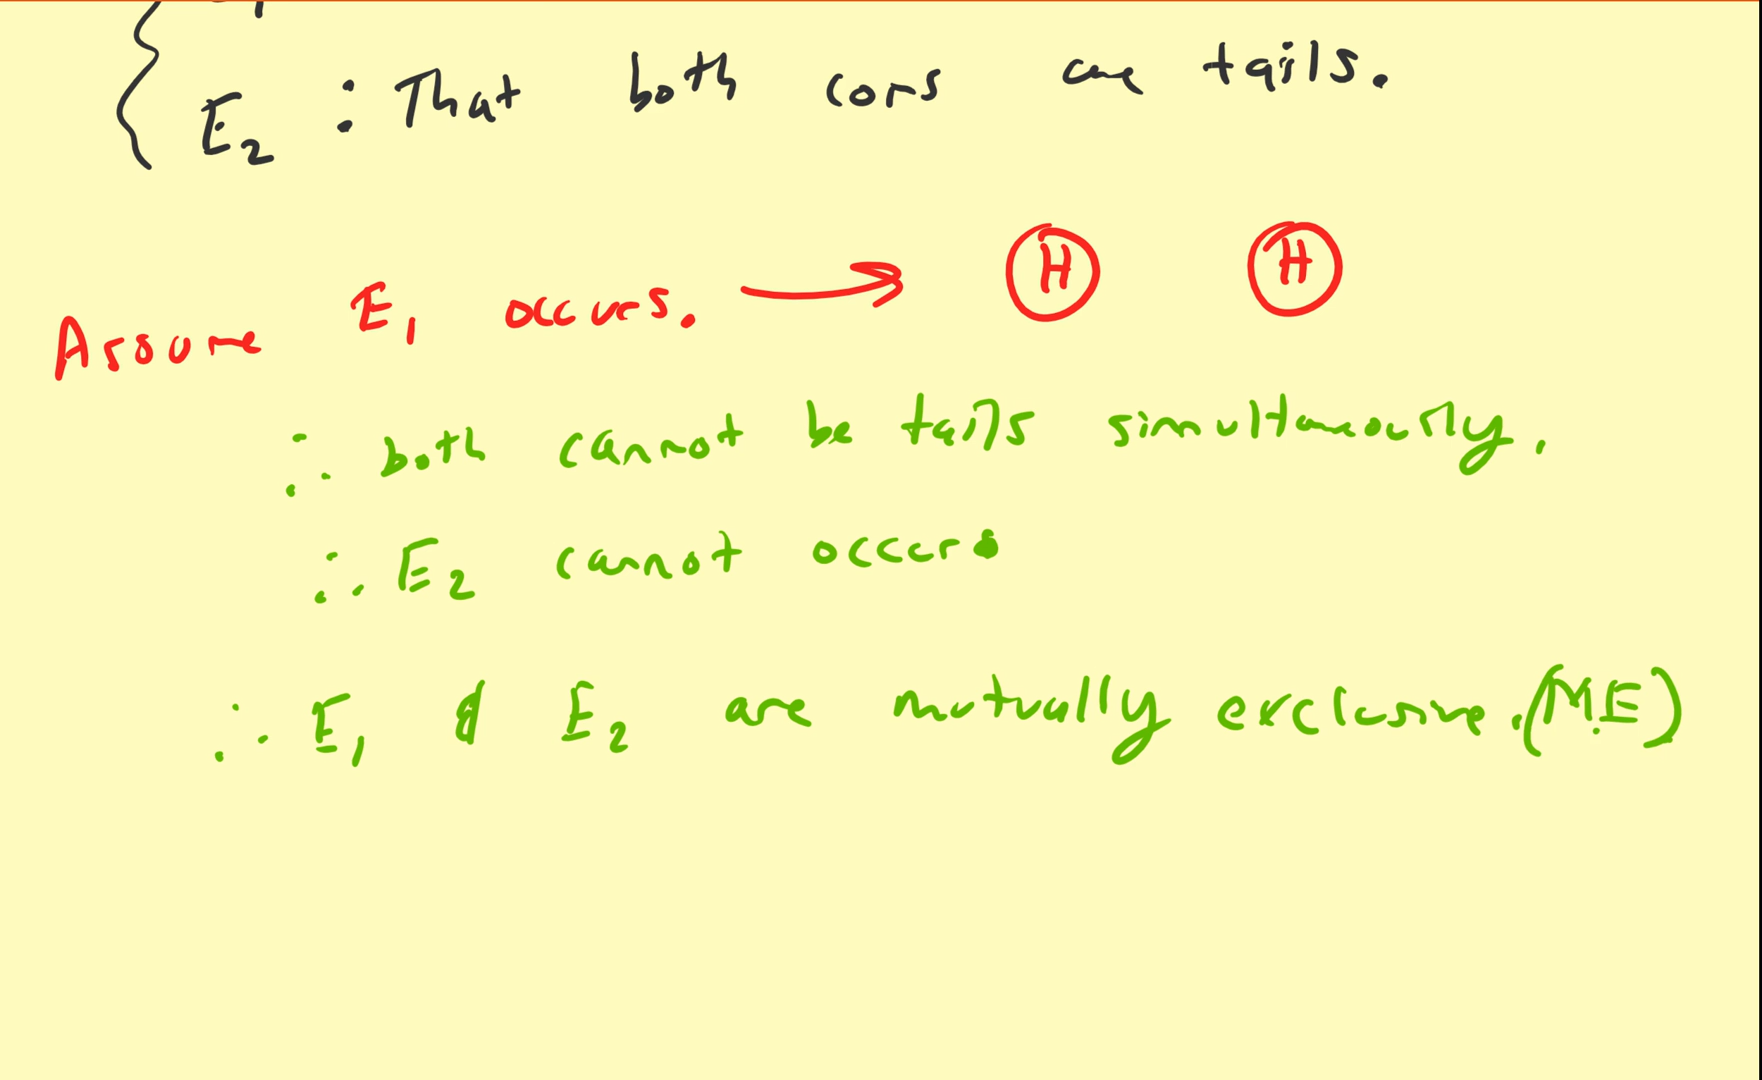 E₂ : That both cons are tails.
Assume E₁ occurs. → H H
∴ both cannot be tails simultaneously.
∴ E₂ cannot occur.
∴ E₁ & E₂ are mutually exclusive. (M.E)